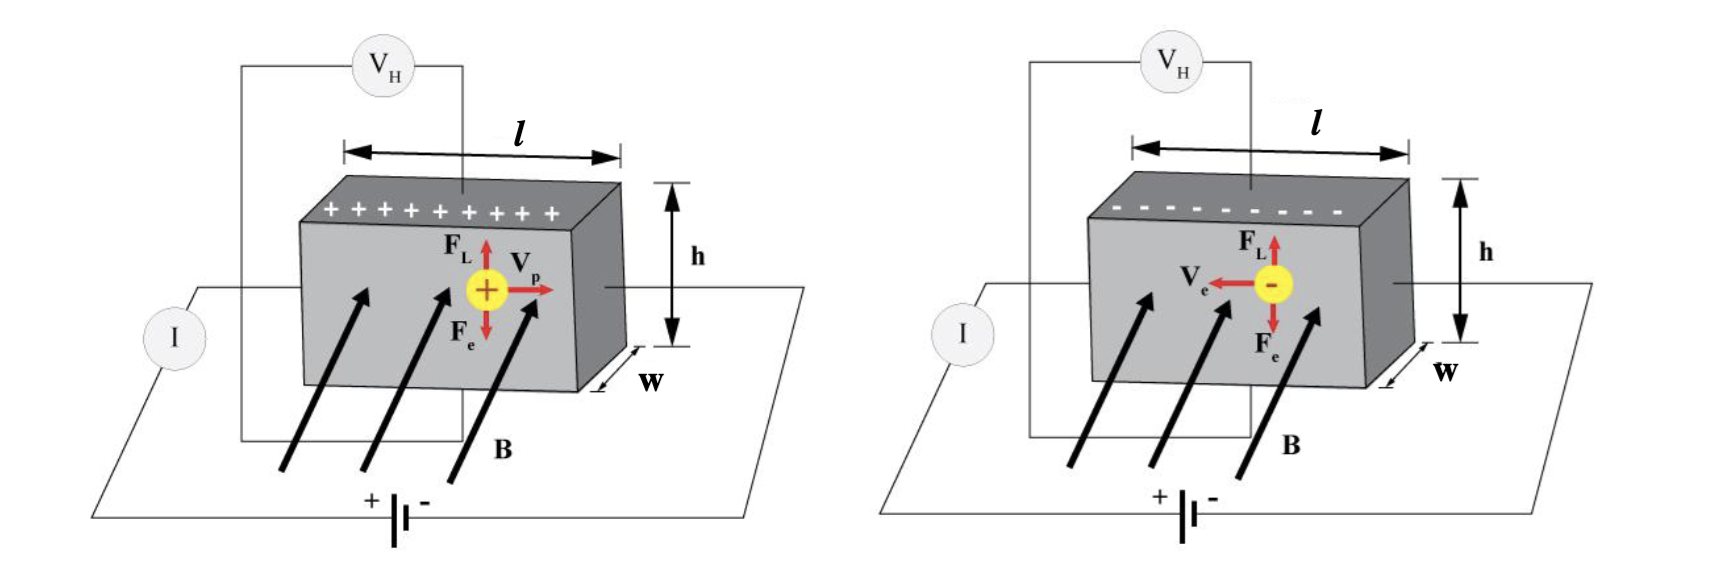 V_H
l
+ + + + + + + + +
h
F_L
V_p
+
F_e
I
w
B
+ -
V_H
l
- - - - - - - - -
h
F_L
V_e
-
F_e
I
w
B
+ -